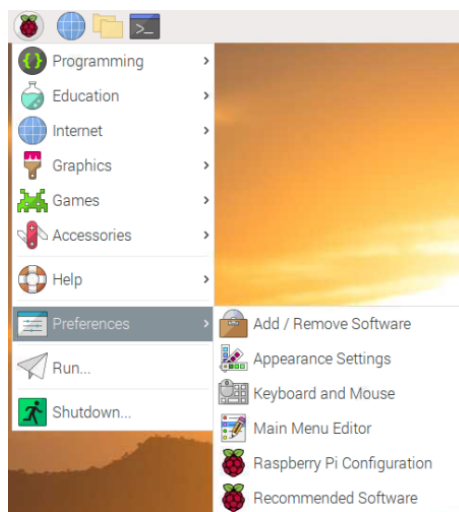 >_
Programming
Education
Internet
Graphics
Games
Accessories
Help
Preferences
Run...
Shutdown...
Add / Remove Software
Appearance Settings
Keyboard and Mouse
Main Menu Editor
Raspberry Pi Configuration
Recommended Software